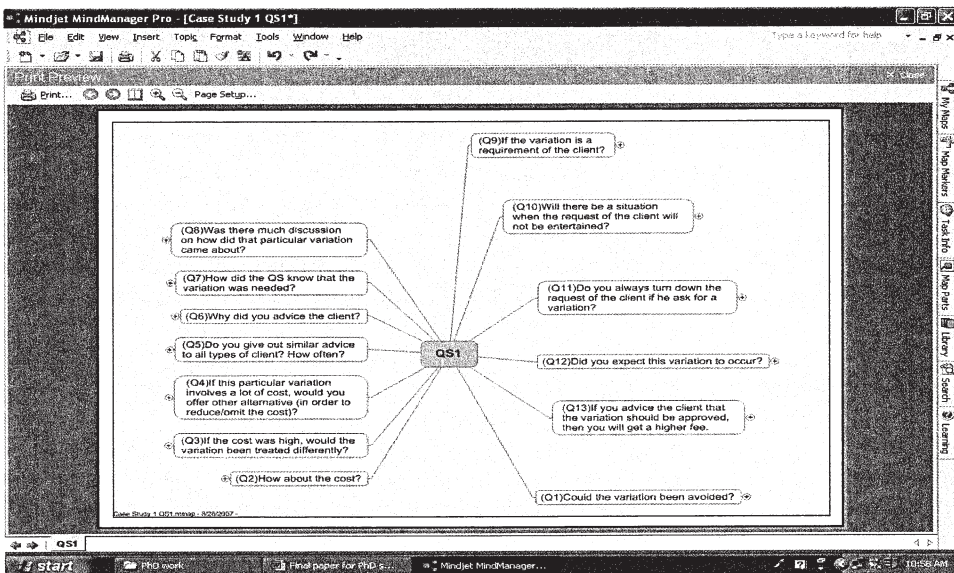 Mindjet MindManager Pro - [Case Study 1 QS1*]
File Edit View Insert Topic Format Tools Window Help
Type a keyword for help
Print Preview
Close
Print... Page Setup...
(Q9)If the variation is a
requirement of the client?
(Q10)Will there be a situation
when the request of the client will
not be entertained?
(Q8)Was there much discussion
on how did that particular variation
came about?
(Q7)How did the QS know that the
variation was needed?
(Q11)Do you always turn down the
request of the client if he ask for a
variation?
(Q6)Why did you advice the client?
(Q5)Do you give out similar advice
to all types of client? How often?
QS1
(Q12)Did you expect this variation to occur?
(Q4)If this particular variation
involves a lot of cost, would you
offer other alternative (in order to
reduce/omit the cost)?
(Q13)If you advice the client that
the variation should be approved,
then you will get a higher fee.
(Q3)If the cost was high, would the
variation been treated differently?
(Q2)How about the cost?
(Q1)Could the variation been avoided?
Case Study 1 QS1.mmap - 8/28/2007 -
My Maps
Map Markers
Task Info
Map Parts
Library
Search
Learning
QS1
start
PhD work
Final paper for PhD s...
Mindjet MindManager...
10:58 AM